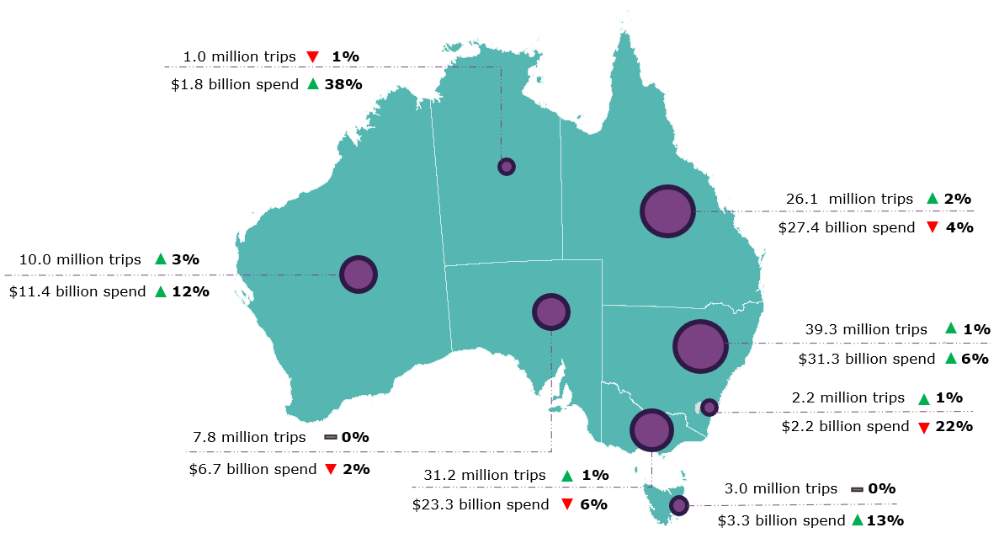 1.0 million trips 1%
$1.8 billion spend 38%
26.1 million trips 2%
$27.4 billion spend 4%
10.0 million trips 3%
$11.4 billion spend 12%
39.3 million trips 1%
$31.3 billion spend 6%
2.2 million trips 1%
$2.2 billion spend 22%
7.8 million trips 0%
$6.7 billion spend 2%
31.2 million trips 1%
$23.3 billion spend 6%
3.0 million trips 0%
$3.3 billion spend 13%